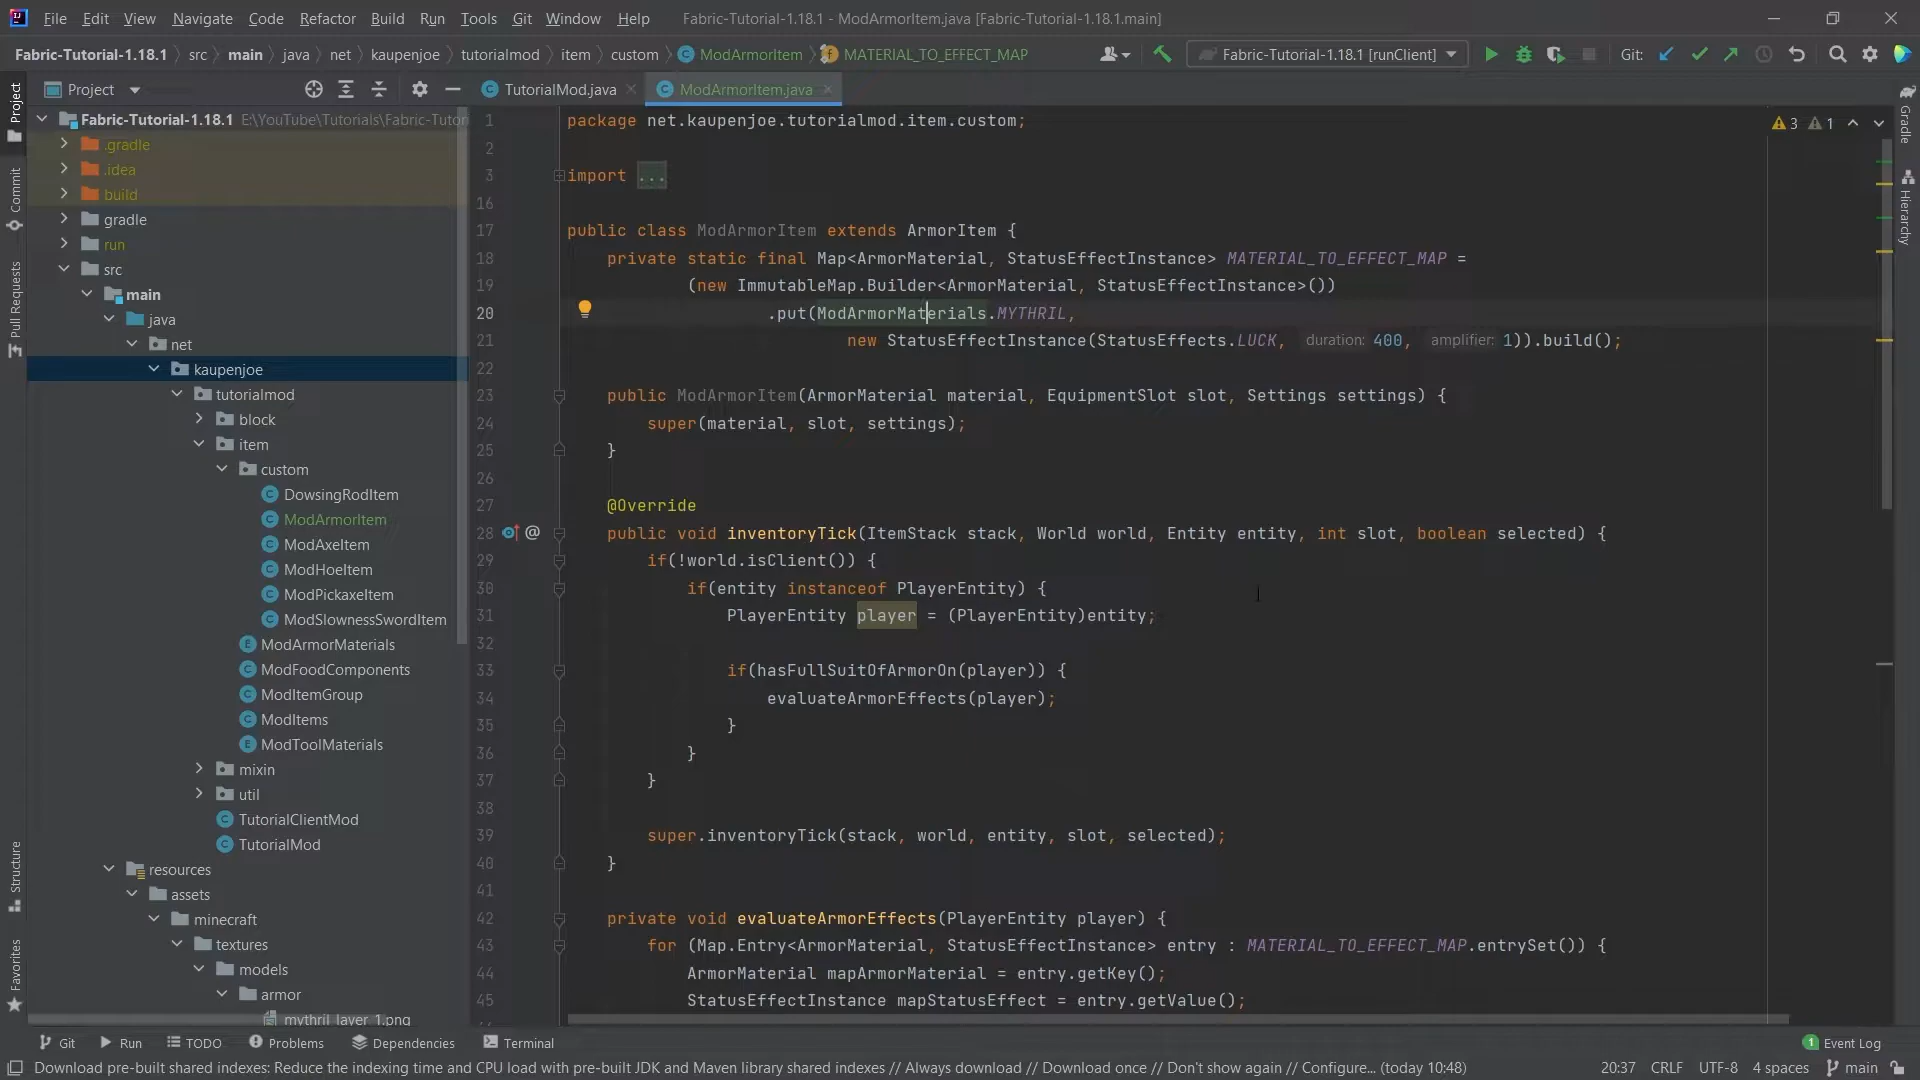 File Edit View Navigate Code Refactor Build Run Tools Git Window Help Fabric-Tutorial-1.18.1 - ModArmorItem.java [Fabric-Tutorial-1.18.1.main]
Fabric-Tutorial-1.18.1 src main java net kaupenjoe tutorialmod item custom ModArmorItem MATERIAL_TO_EFFECT_MAP Fabric-Tutorial-1.18.1 [runClient] Git:
Project TutorialMod.java ModArmorItem.java
Project
Commit
Pull Requests
Structure
Favorites
Fabric-Tutorial-1.18.1 E:\YouTube\Tutorials\Fabric-Tutor
.gradle
.idea
build
gradle
run
src
main
java
net
kaupenjoe
tutorialmod
block
item
custom
DowsingRodItem
ModArmorItem
ModAxeItem
ModHoeItem
ModPickaxeItem
ModSlownessSwordItem
ModArmorMaterials
ModFoodComponents
ModItemGroup
ModItems
ModToolMaterials
mixin
util
TutorialClientMod
TutorialMod
resources
assets
minecraft
textures
models
armor
mythril_layer_1.png
1 package net.kaupenjoe.tutorialmod.item.custom;
2
3 import ...
16
17 public class ModArmorItem extends ArmorItem {
18 private static final Map<ArmorMaterial, StatusEffectInstance> MATERIAL_TO_EFFECT_MAP =
19 (new ImmutableMap.Builder<ArmorMaterial, StatusEffectInstance>())
20 .put(ModArmorMaterials.MYTHRIL,
21 new StatusEffectInstance(StatusEffects.LUCK, duration: 400, amplifier: 1)).build();
22
23 public ModArmorItem(ArmorMaterial material, EquipmentSlot slot, Settings settings) {
24 super(material, slot, settings);
25 }
26
27 @Override
28 @ public void inventoryTick(ItemStack stack, World world, Entity entity, int slot, boolean selected) {
29 if(!world.isClient()) {
30 if(entity instanceof PlayerEntity) {
31 PlayerEntity player = (PlayerEntity)entity;
32
33 if(hasFullSuitOfArmorOn(player)) {
34 evaluateArmorEffects(player);
35 }
36 }
37 }
38
39 super.inventoryTick(stack, world, entity, slot, selected);
40 }
41
42 private void evaluateArmorEffects(PlayerEntity player) {
43 for (Map.Entry<ArmorMaterial, StatusEffectInstance> entry : MATERIAL_TO_EFFECT_MAP.entrySet()) {
44 ArmorMaterial mapArmorMaterial = entry.getKey();
45 StatusEffectInstance mapStatusEffect = entry.getValue();
3 1
Gradle
Hierarchy
Git Run TODO Problems Dependencies Terminal 1 Event Log
Download pre-built shared indexes: Reduce the indexing time and CPU load with pre-built JDK and Maven library shared indexes // Always download // Download once // Don't show again // Configure... (today 10:48) 20:37 CRLF UTF-8 4 spaces main